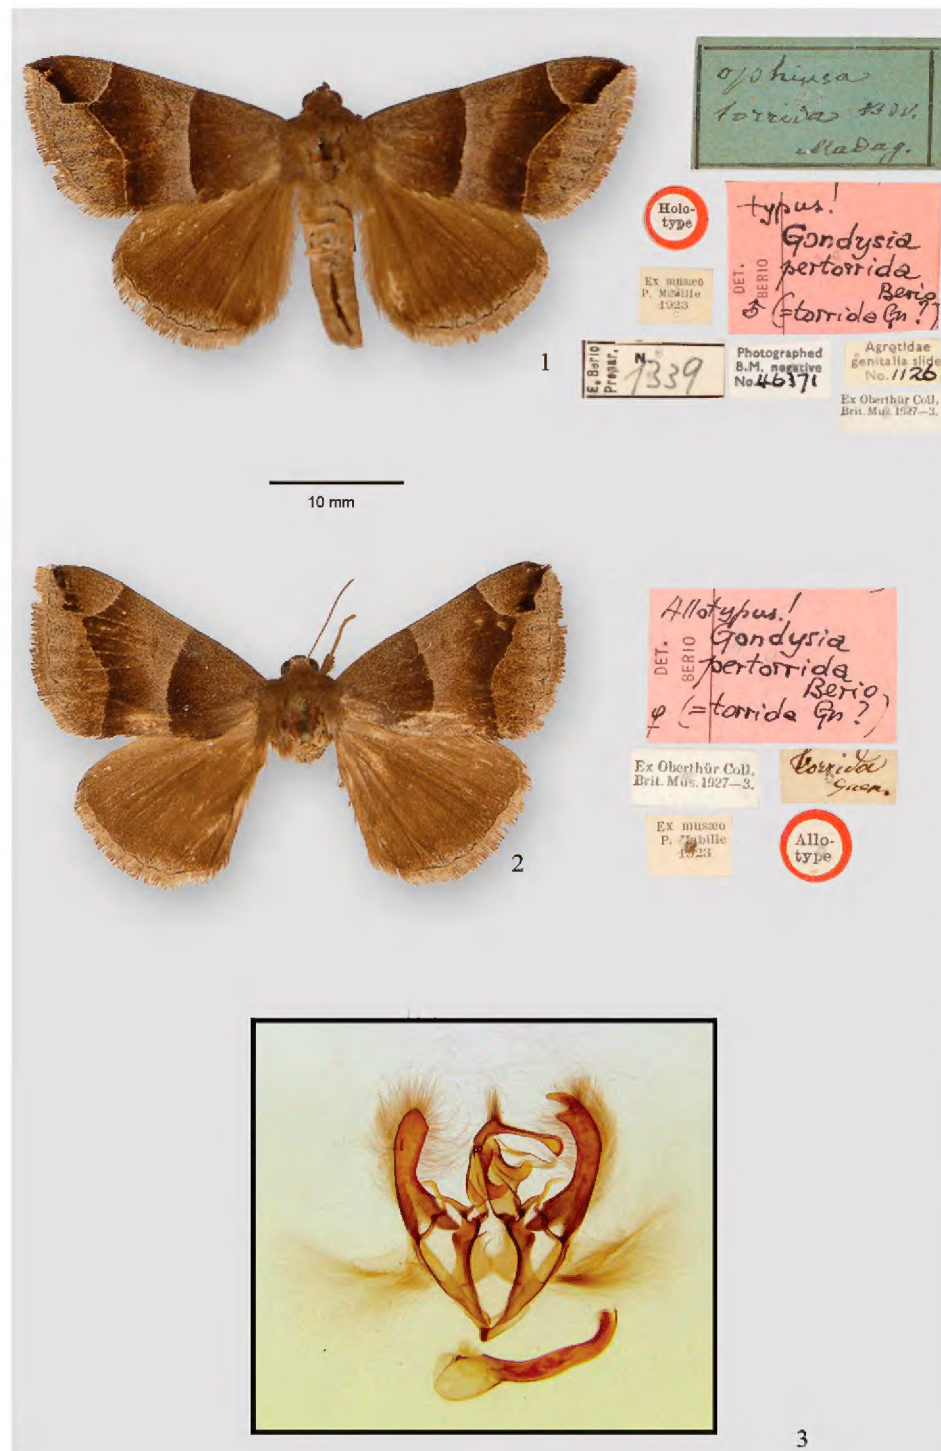 ophiusa
torrida BDV.
Madag.
Holo-
type
typus!
Gondysia
pertorrida
Berio
♂ (=torrida Gn?)
DET.
BERIO
Ex musæo
P. Mabille
1923
1
E. Berio
Prepar.
N
1339
Photographed
B.M. negative
No. 46371
Agrotidae
genitalia slide
No. 1126
Ex Oberthür Coll.
Brit. Mus. 1927—3.
10 mm
Allotypus!
Gondysia
pertorrida
Berio
♀ (=torrida Gn?)
DET.
BERIO
Ex Oberthür Coll.
Brit. Mus. 1927—3.
torrida
Guen.
Ex musæo
P. Mabille
1923
Allo-
type
2
3